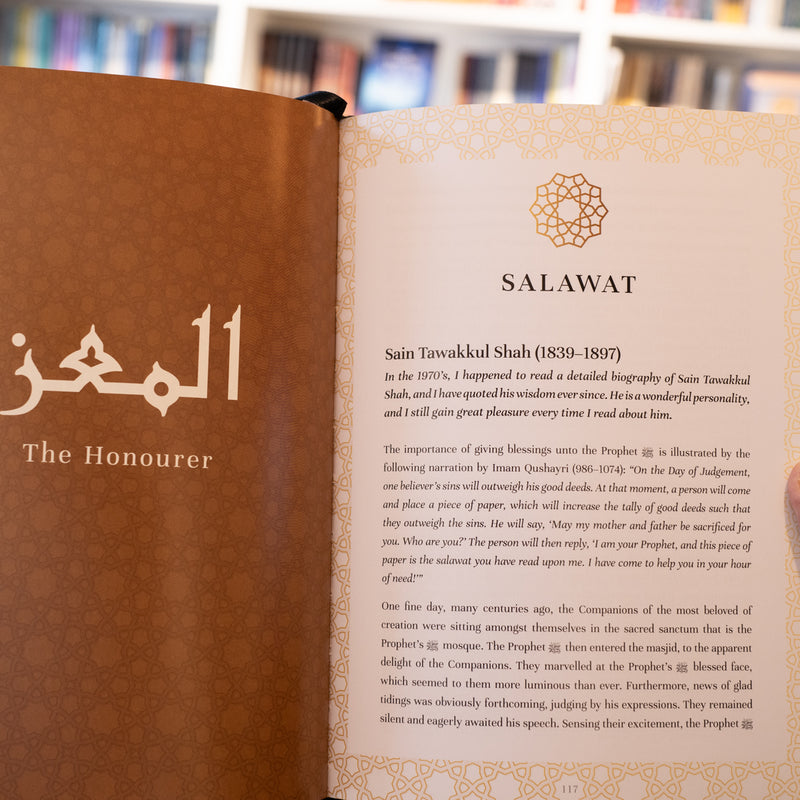 المعز
The Honourer
SALAWAT
Sain Tawakkul Shah (1839–1897)
In the 1970's, I happened to read a detailed biography of Sain Tawakkul
Shah, and I have quoted his wisdom ever since. He is a wonderful personality,
and I still gain great pleasure every time I read about him.
The importance of giving blessings unto the Prophet ﷺ is illustrated by the
following narration by Imam Qushayri (986–1074): “On the Day of Judgement,
one believer's sins will outweigh his good deeds. At that moment, a person will come
and place a piece of paper, which will increase the tally of good deeds such that
they outweigh the sins. He will say, ‘May my mother and father be sacrificed for
you. Who are you?’ The person will then reply, ‘I am your Prophet, and this piece of
paper is the salawat you have read upon me. I have come to help you in your hour
of need!’”
One fine day, many centuries ago, the Companions of the most beloved of
creation were sitting amongst themselves in the sacred sanctum that is the
Prophet's ﷺ mosque. The Prophet ﷺ then entered the masjid, to the apparent
delight of the Companions. They marvelled at the Prophet's ﷺ blessed face,
which seemed to them more luminous than ever. Furthermore, news of glad
tidings was obviously forthcoming, judging by his expressions. They remained
silent and eagerly awaited his speech. Sensing their excitement, the Prophet ﷺ
117